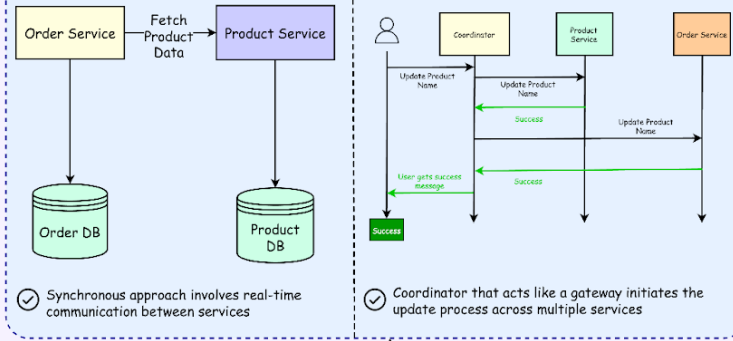 Order Service
Fetch
Product
Data
Product Service
Order DB
Product
DB
Synchronous approach involves real-time
communication between services
Coordinator
Product
Service
Order Service
Update Product
Name
Update Product
Name
Success
Update Product
Name
User gets success
message
Success
Success
Coordinator that acts like a gateway initiates the
update process across multiple services